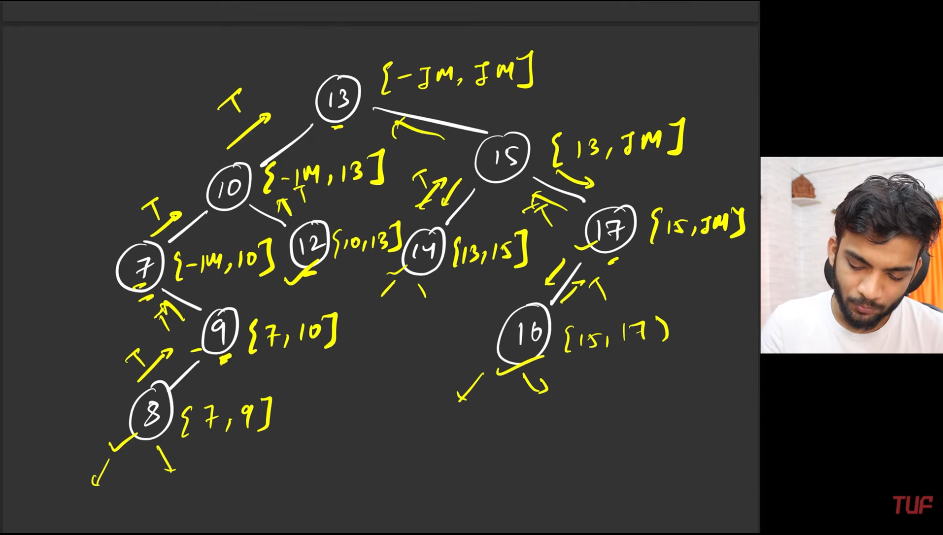 13 [-IM, IM]
T
15 [13, IM]
10 [-IM, 13]
T
T
T
17 [15, IM]
T
12 [10, 13]
14 [13, 15]
7 [-IM, 10]
T
T
9 [7, 10]
16 [15, 17)
T
8 [7, 9]
TUF